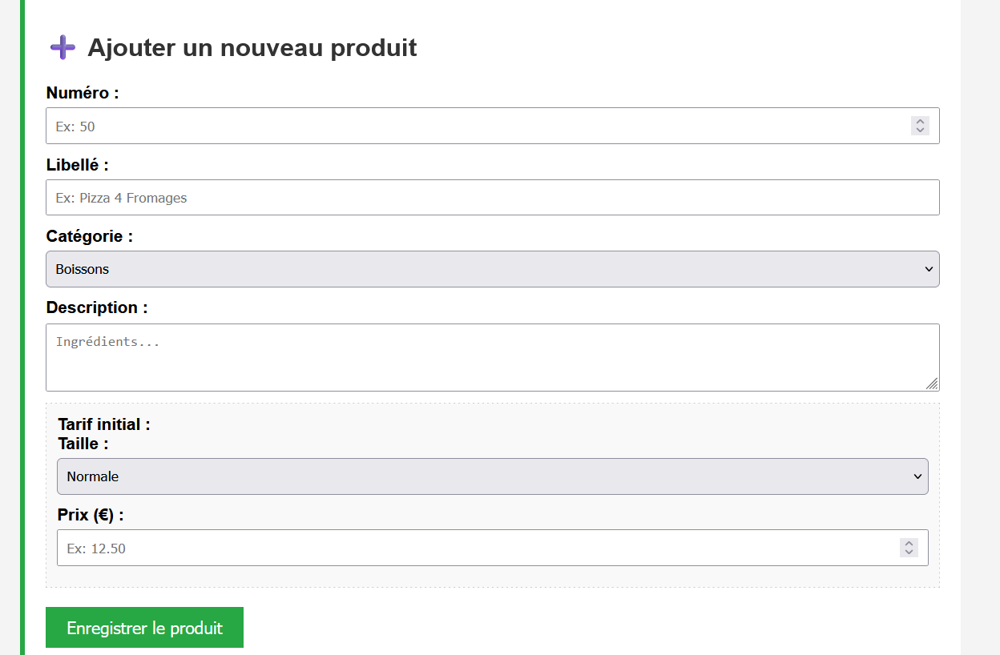 Ajouter un nouveau produit
Numéro :
Ex: 50
Libellé :
Ex: Pizza 4 Fromages
Catégorie :
Boissons
Description :
Ingrédients...
Tarif initial :
Taille :
Normale
Prix (€) :
Ex: 12.50
Enregistrer le produit